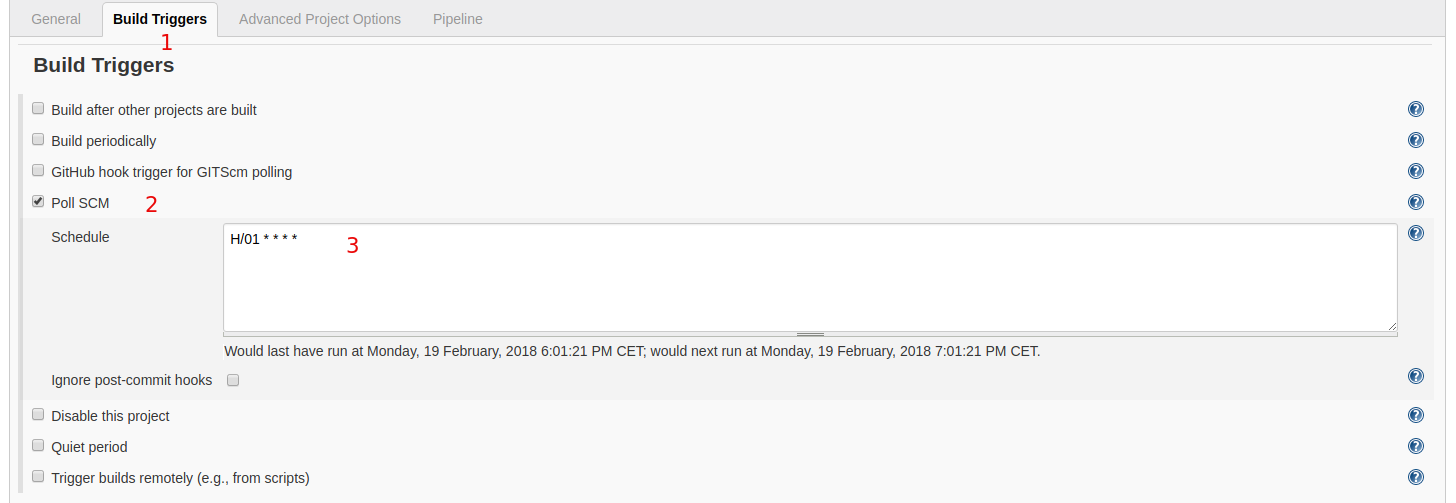 General Build Triggers Advanced Project Options Pipeline
1
Build Triggers
Build after other projects are built ?
Build periodically ?
GitHub hook trigger for GITScm polling ?
Poll SCM 2 ?
Schedule H/01 * * * * 3 ?
Would last have run at Monday, 19 February, 2018 6:01:21 PM CET; would next run at Monday, 19 February, 2018 7:01:21 PM CET.
Ignore post-commit hooks ?
Disable this project ?
Quiet period ?
Trigger builds remotely (e.g., from scripts) ?